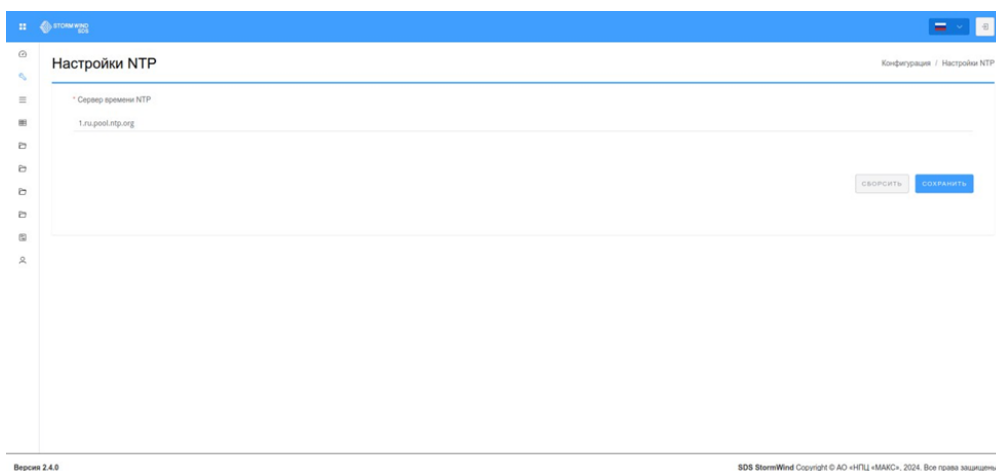 STORMWIND
SDS
Настройки NTP
Конфигурация / Настройки NTP
* Сервер времени NTP
1.ru.pool.ntp.org
СБОРСИТЬ
СОХРАНИТЬ
Версия 2.4.0
SDS StormWind Copyright © АО «НПЦ «МАКС», 2024. Все права защищены